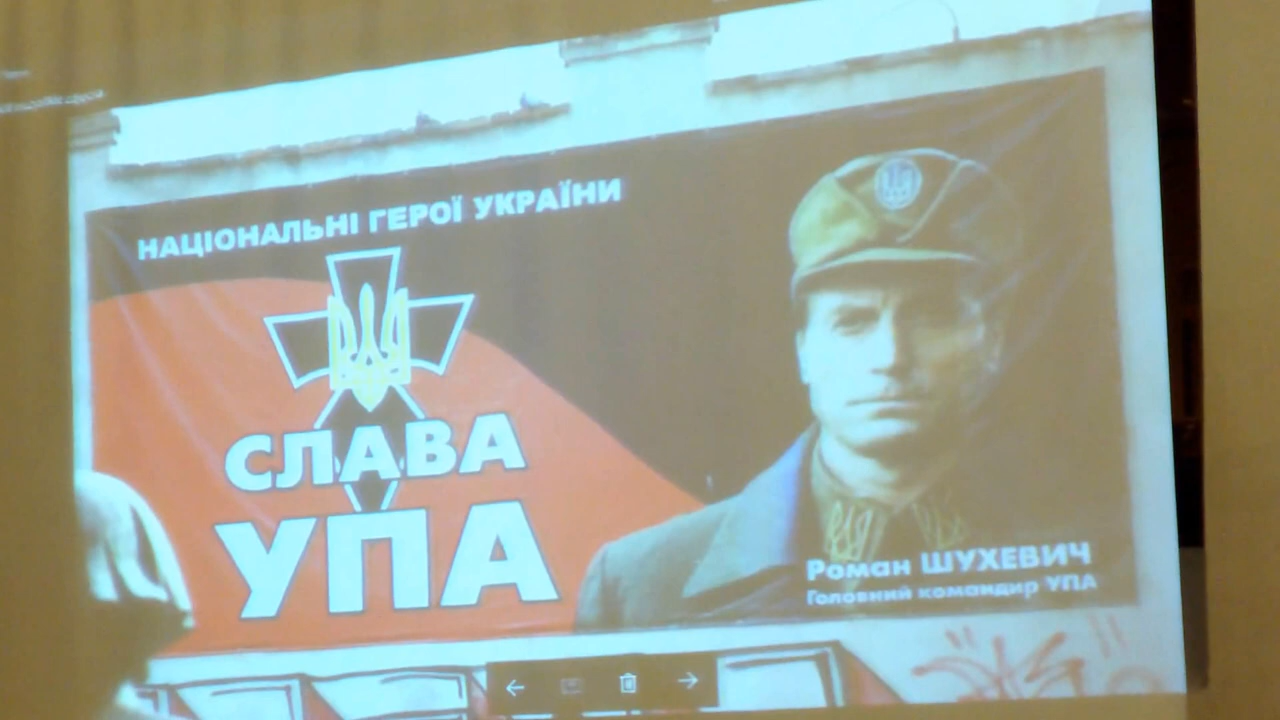 НАЦІОНАЛЬНІ ГЕРОЇ УКРАЇНИ
СЛАВА
УПА
Роман ШУХЕВИЧ
Головний командир УПА